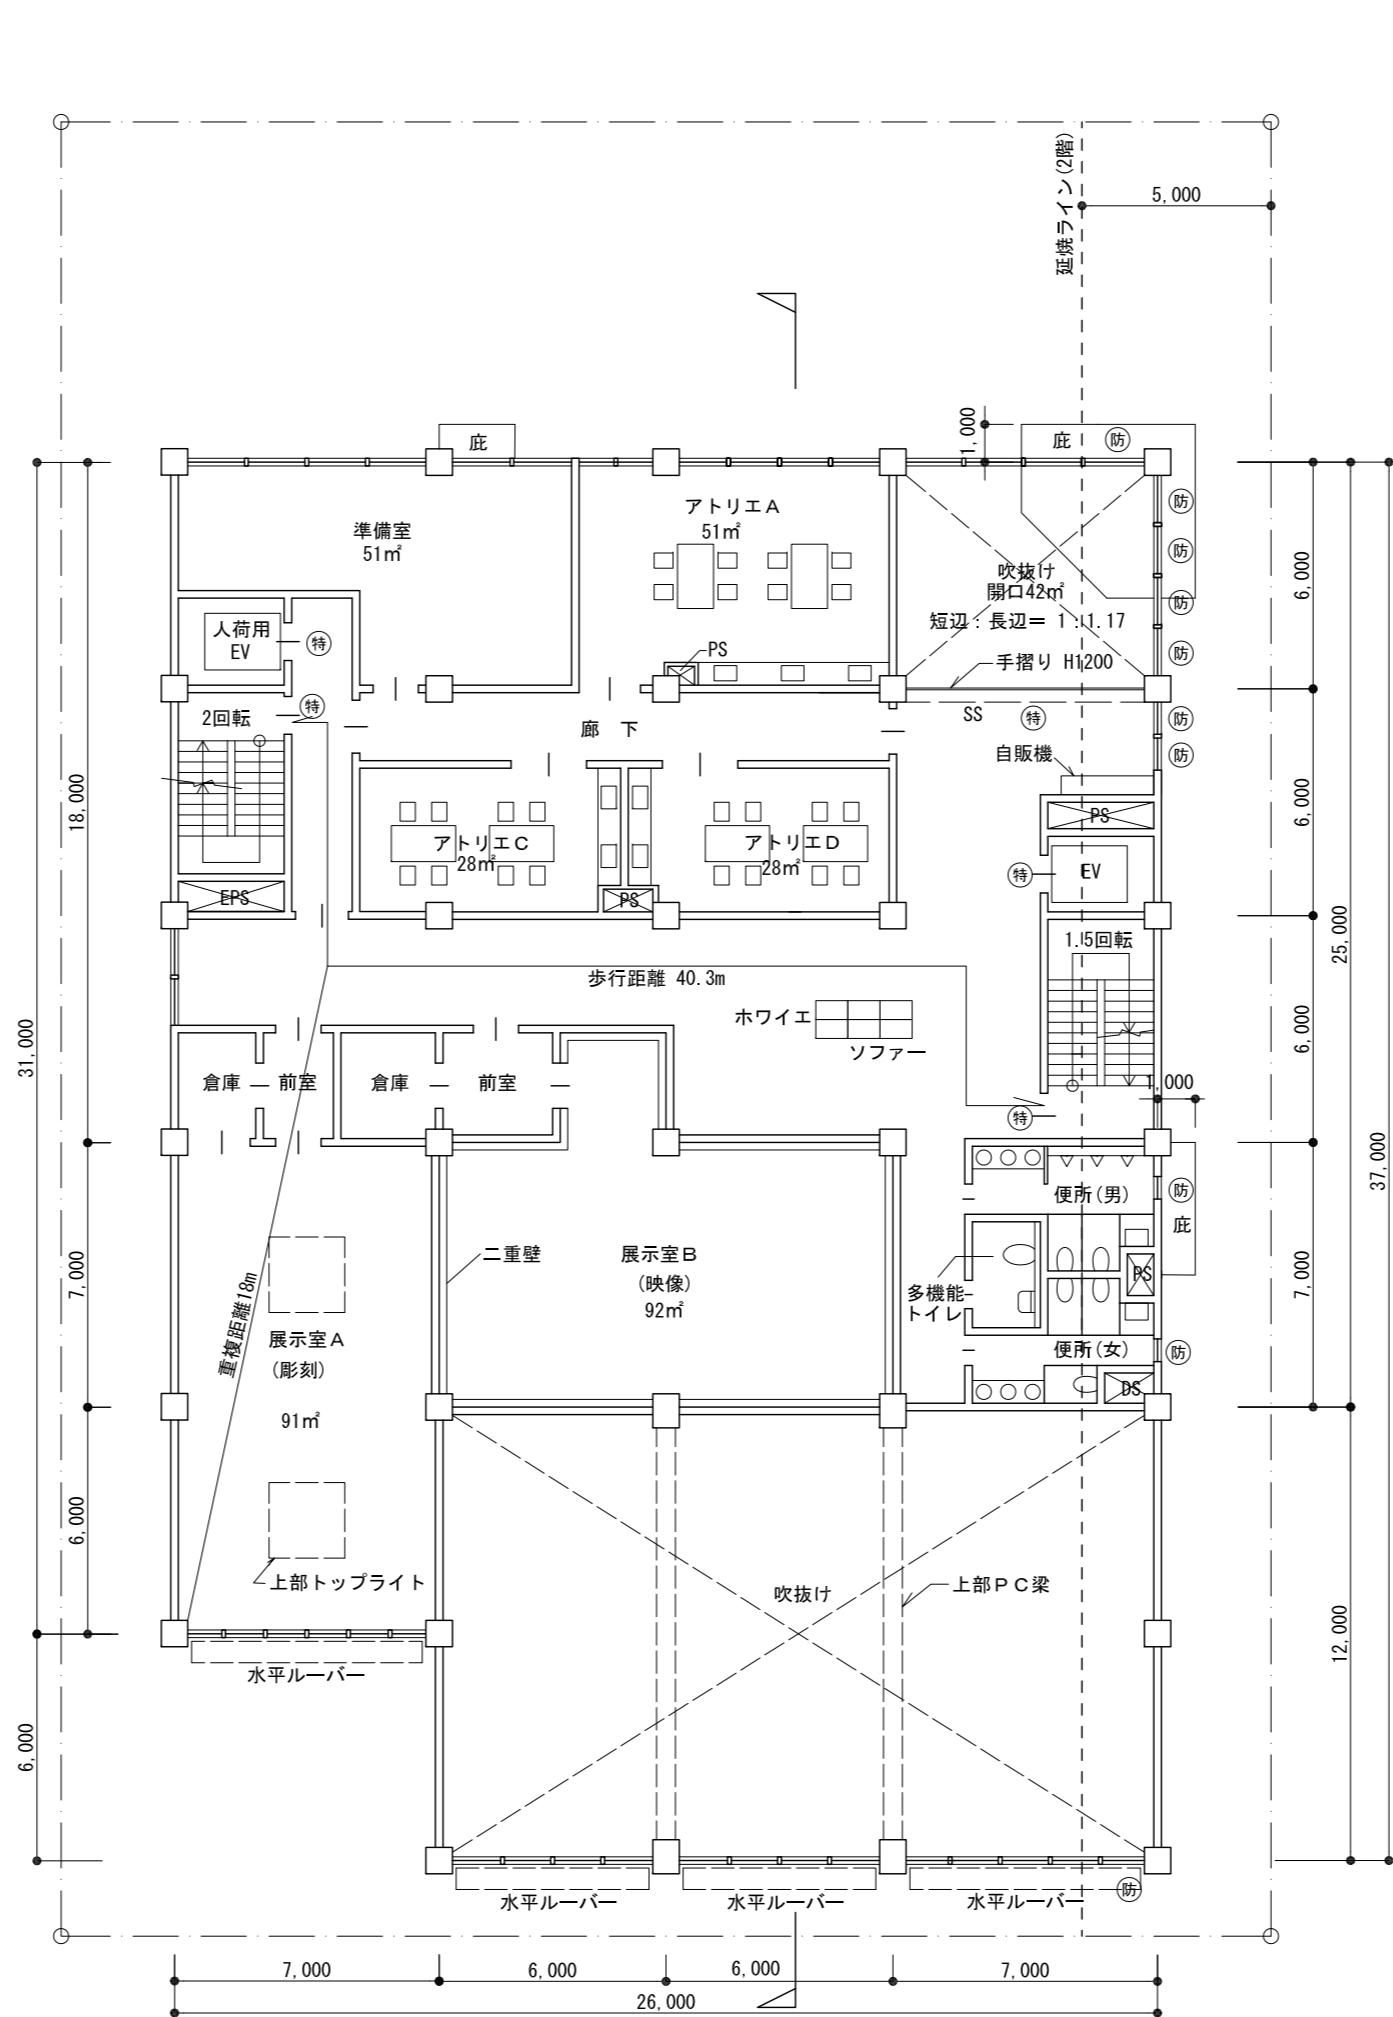 延焼ライン(2階)
5,000
1,000
庇
庇
防
準備室
51㎡
アトリエA
51㎡
防
防
防
防
吹抜け
開口42㎡
短辺：長辺＝ 1：1.17
手摺り H1200
人荷用
EV
特
PS
2回転
特
廊 下
SS
特
防
防
自販機
PS
アトリエC
28㎡
アトリエD
28㎡
PS
EV
特
EPS
1.5回転
歩行距離 40.3m
ホワイエ
ソファー
倉庫
前室
倉庫
前室
特
1,000
便所(男)
防
庇
二重壁
展示室B
(映像)
92㎡
多機能
トイレ
PS
重複距離18m
展示室A
(彫刻)
91㎡
便所(女)
防
DS
上部トップライト
吹抜け
上部PC梁
水平ルーバー
水平ルーバー
水平ルーバー
水平ルーバー
防
31,000
6,000
18,000
7,000
6,000
6,000
6,000
6,000
7,000
25,000
12,000
37,000
7,000
6,000
6,000
7,000
26,000